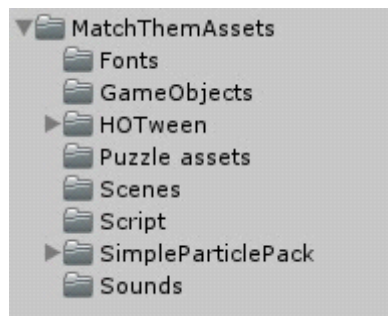 MatchThemAssets
Fonts
GameObjects
HOTween
Puzzle assets
Scenes
Script
SimpleParticlePack
Sounds